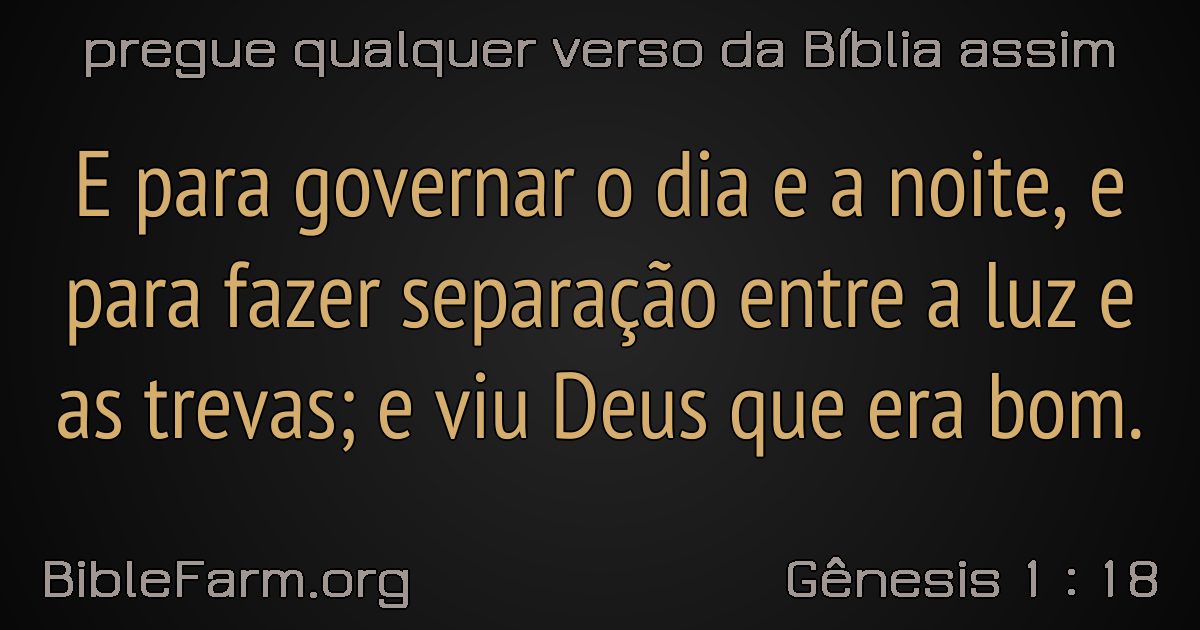 pregue qualquer verso da Bíblia assim
E para governar o dia e a noite, e
para fazer separação entre a luz e
as trevas; e viu Deus que era bom.
BibleFarm.org
Gênesis 1 : 18